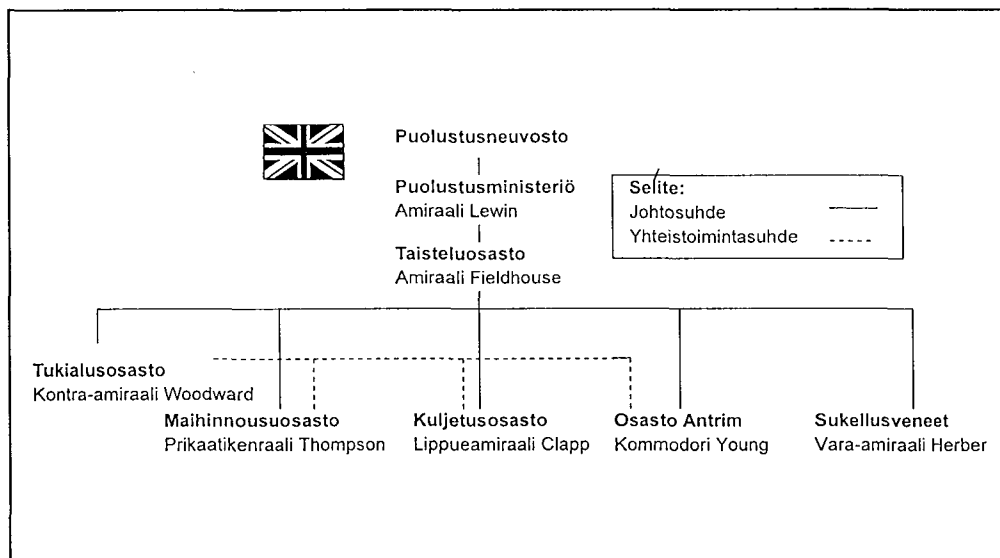 Puolustusneuvosto
Puolustusministeriö
Amiraali Lewin
Taisteluosasto
Amiraali Fieldhouse
Selite:
Johtosuhde
Yhteistoimintasuhde
Tukialusosasto
Kontra-amiraali Woodward
Maihinnousuosasto
Prikaatikenraali Thompson
Kuljetusosasto
Lippueamiraali Clapp
Osasto Antrim
Kommodori Young
Sukellusveneet
Vara-amiraali Herber